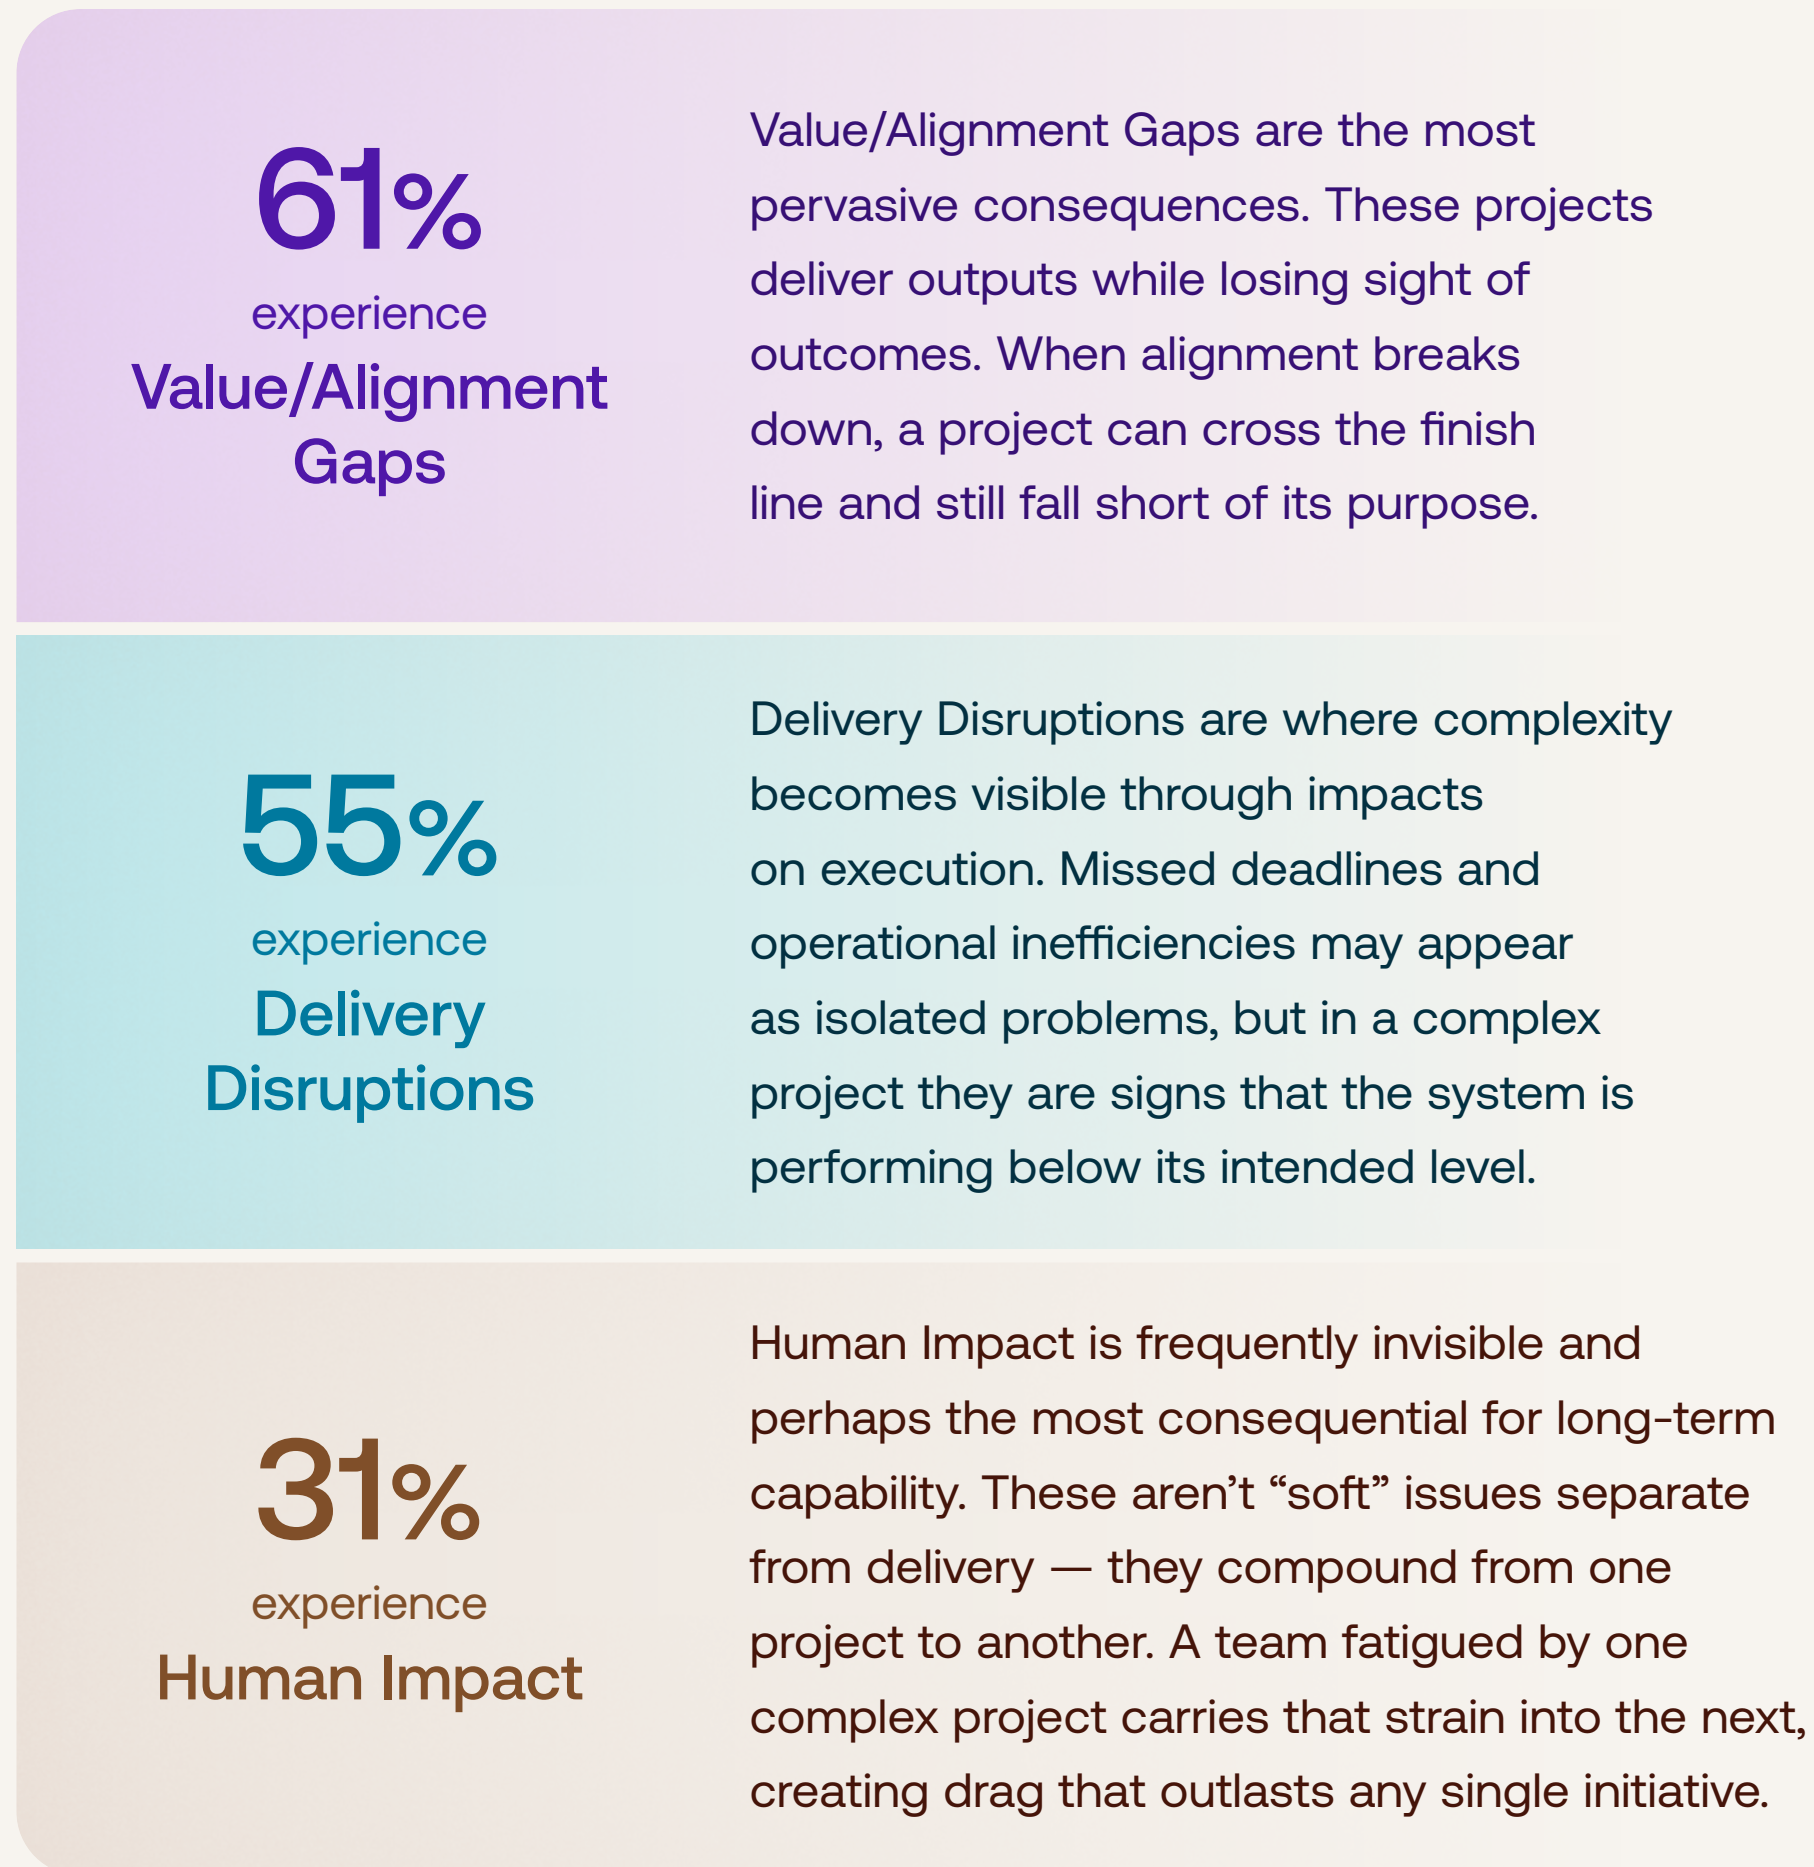 61%
experience
Value/Alignment
Gaps
Value/Alignment Gaps are the most
pervasive consequences. These projects
deliver outputs while losing sight of
outcomes. When alignment breaks
down, a project can cross the finish
line and still fall short of its purpose.
55%
experience
Delivery
Disruptions
Delivery Disruptions are where complexity
becomes visible through impacts
on execution. Missed deadlines and
operational inefficiencies may appear
as isolated problems, but in a complex
project they are signs that the system is
performing below its intended level.
31%
experience
Human Impact
Human Impact is frequently invisible and
perhaps the most consequential for long-term
capability. These aren’t “soft” issues separate
from delivery — they compound from one
project to another. A team fatigued by one
complex project carries that strain into the next,
creating drag that outlasts any single initiative.